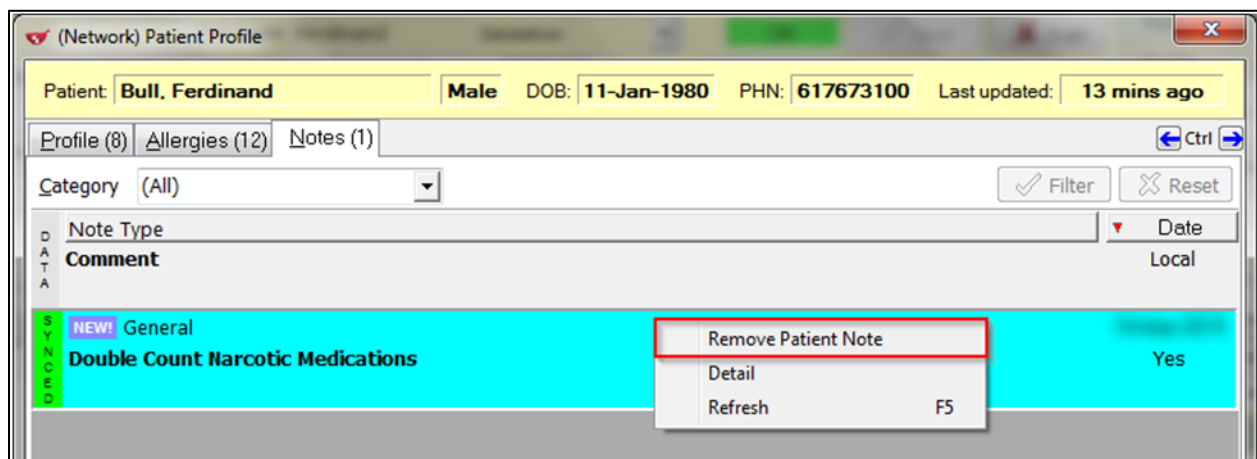 (Network) Patient Profile
Patient: Bull, Ferdinand Male DOB: 11-Jan-1980 PHN: 617673100 Last updated: 13 mins ago
Profile (8) Allergies (12) Notes (1) Ctrl
Category (All) Filter Reset
DATA Note Type Date
Comment Local
SYNCED NEW! General
Double Count Narcotic Medications Yes
Remove Patient Note
Detail
Refresh F5